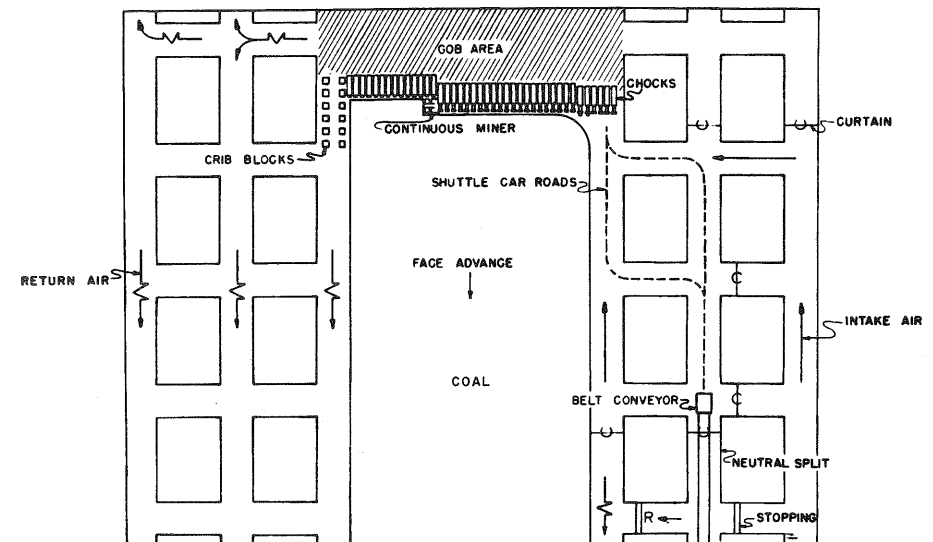 GOB AREA
CHOCKS
CURTAIN
CONTINUOUS MINER
CRIB BLOCKS
SHUTTLE CAR ROADS
FACE ADVANCE
RETURN AIR
INTAKE AIR
COAL
BELT CONVEYOR
NEUTRAL SPLIT
R
STOPPING